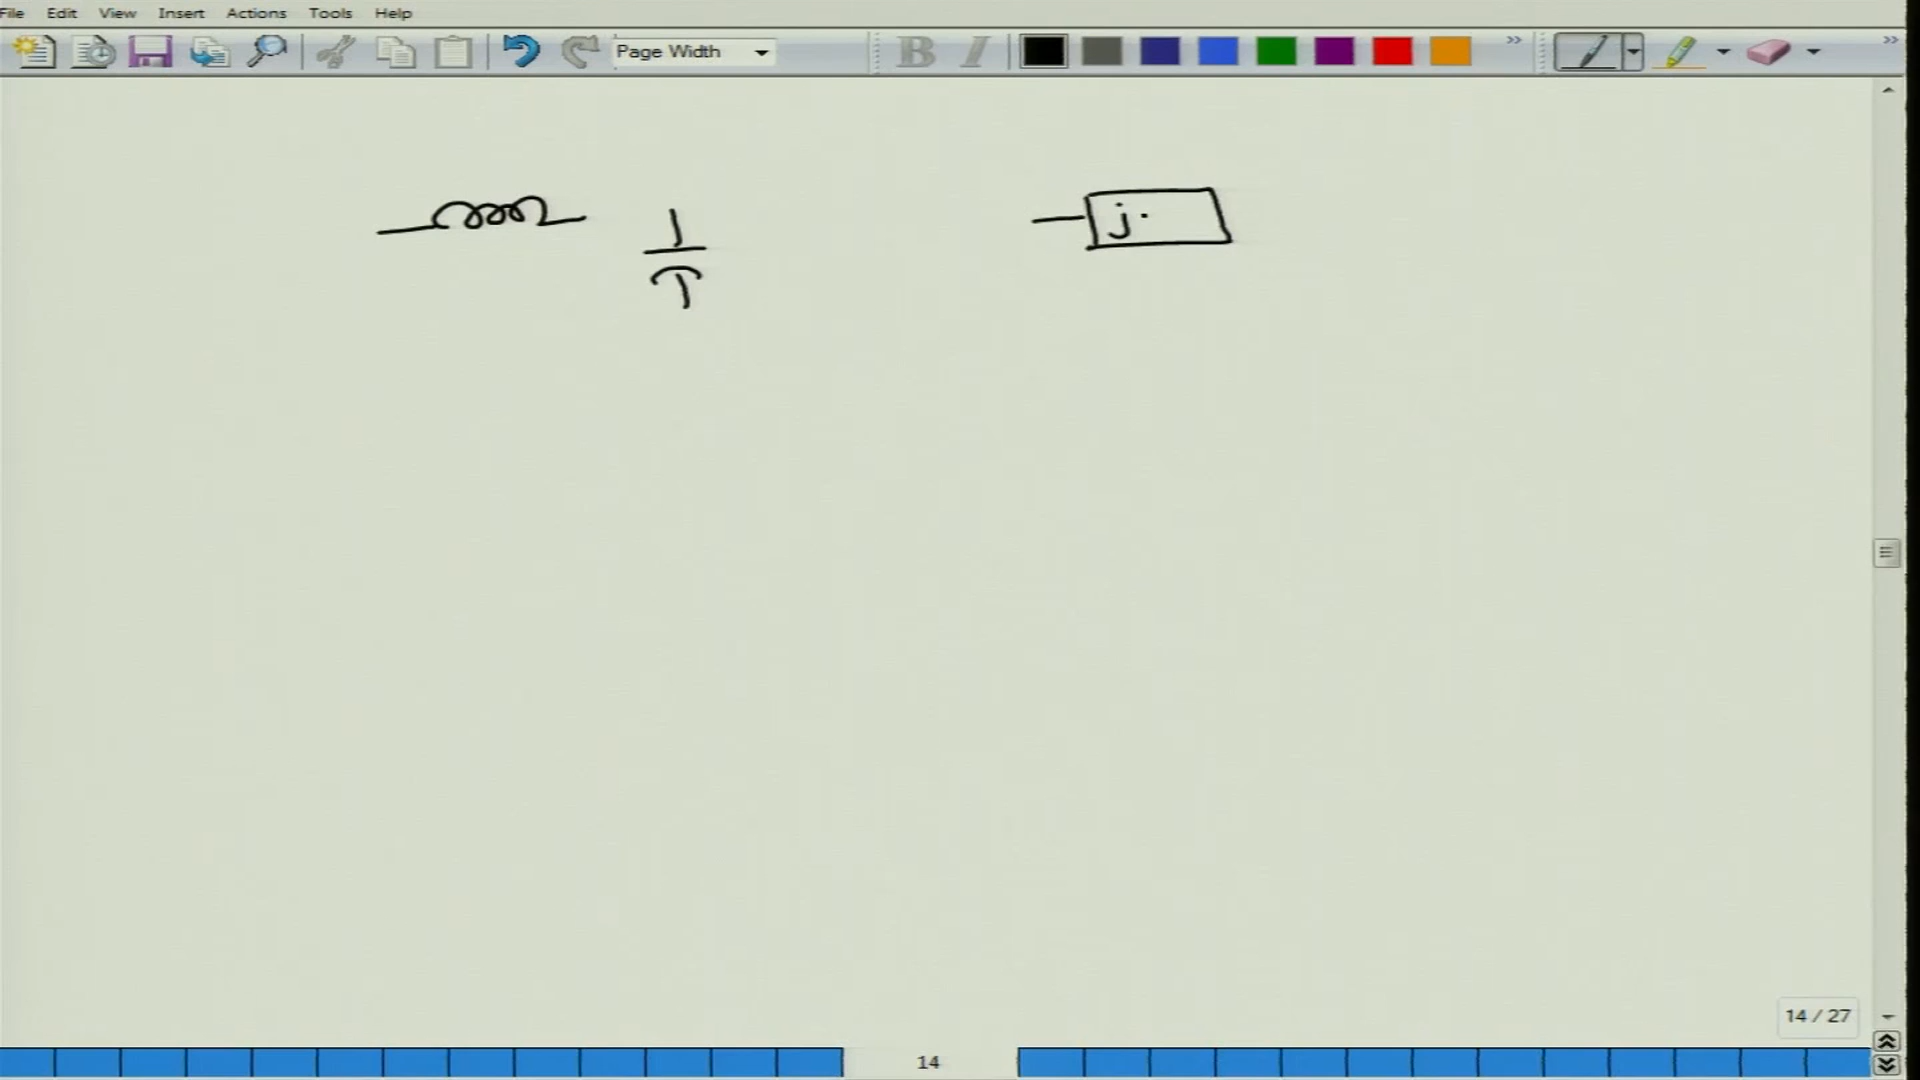 File Edit View Insert Actions Tools Help
Page Width B I
j.
14 / 27
14